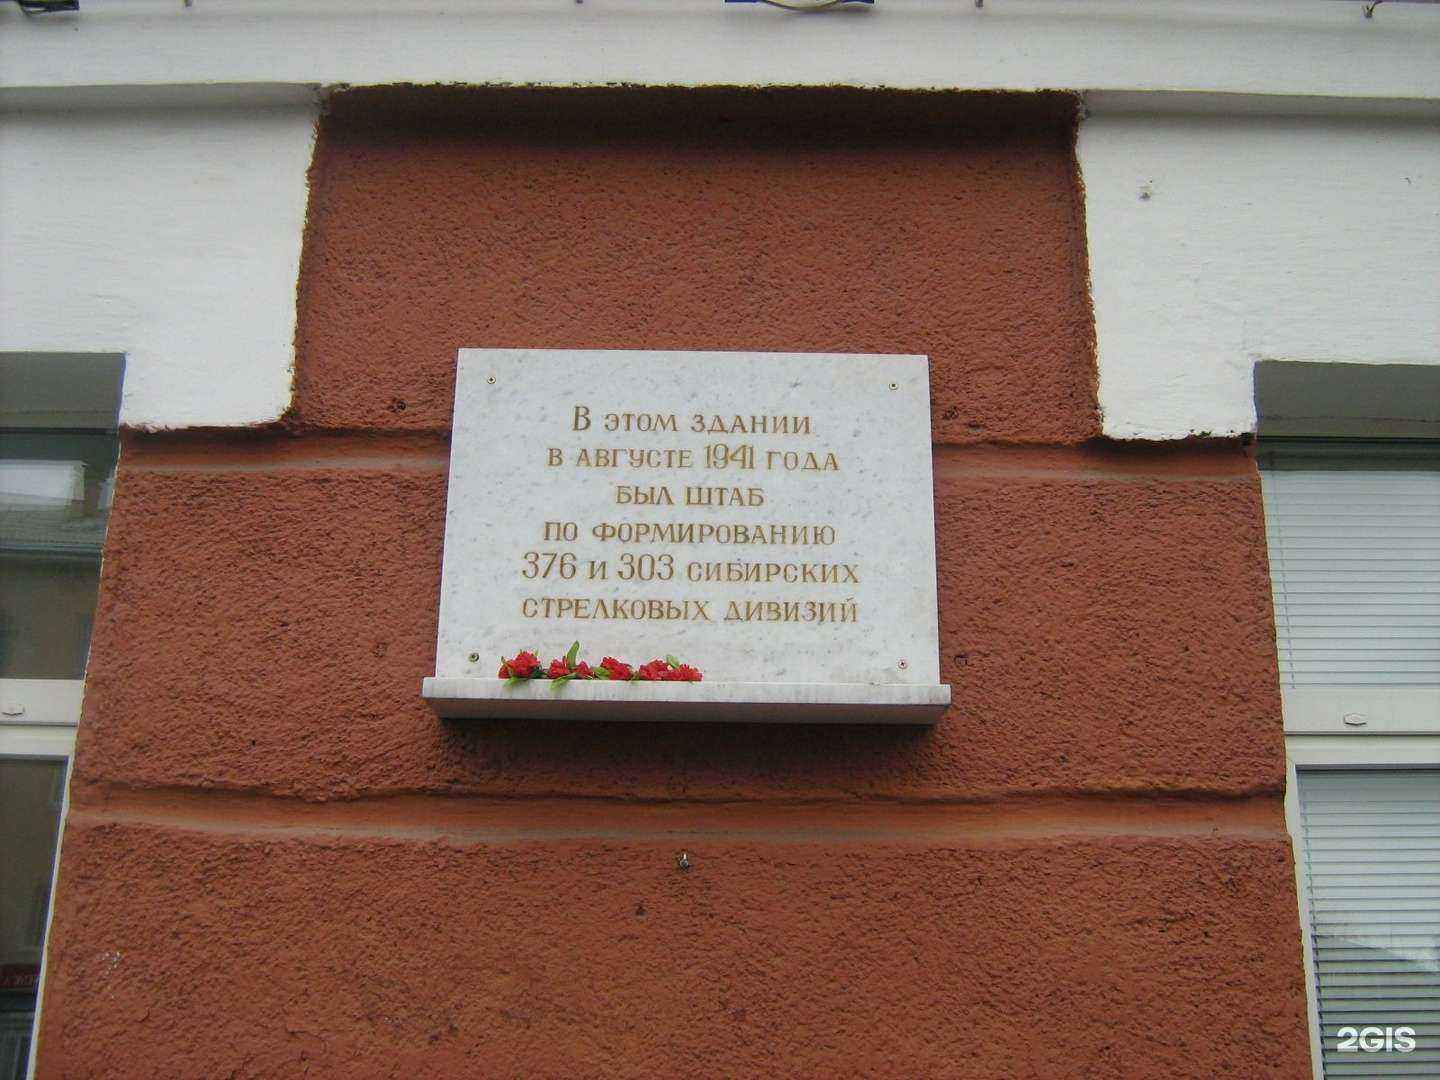 В этом здании
в августе 1941 года
был штаб
по формированию
376 и 303 сибирских
стрелковых дивизий
2GIS